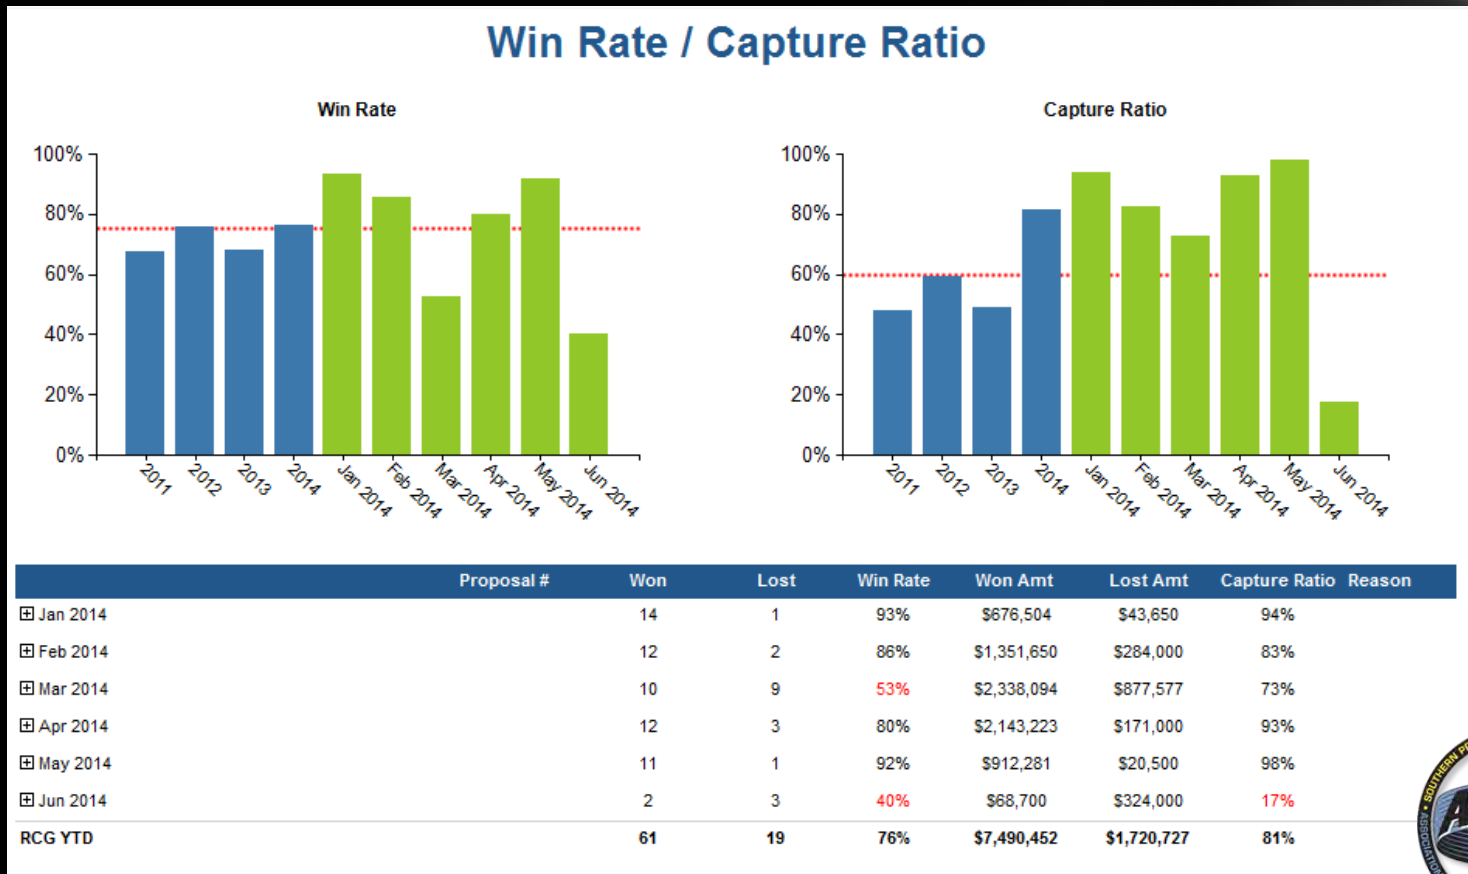 Win Rate / Capture Ratio
Win Rate
100%
80%
60%
40%
20%
0%
2011
2012
2013
2014
Jan 2014
Feb 2014
Mar 2014
Apr 2014
May 2014
Jun 2014
Capture Ratio
100%
80%
60%
40%
20%
0%
2011
2012
2013
2014
Jan 2014
Feb 2014
Mar 2014
Apr 2014
May 2014
Jun 2014
Proposal # Won Lost Win Rate Won Amt Lost Amt Capture Ratio Reason
Jan 2014 14 1 93% $676,504 $43,650 94%
Feb 2014 12 2 86% $1,351,650 $284,000 83%
Mar 2014 10 9 53% $2,338,094 $877,577 73%
Apr 2014 12 3 80% $2,143,223 $171,000 93%
May 2014 11 1 92% $912,281 $20,500 98%
Jun 2014 2 3 40% $68,700 $324,000 17%
RCG YTD 61 19 76% $7,490,452 $1,720,727 81%
SOUTHERN